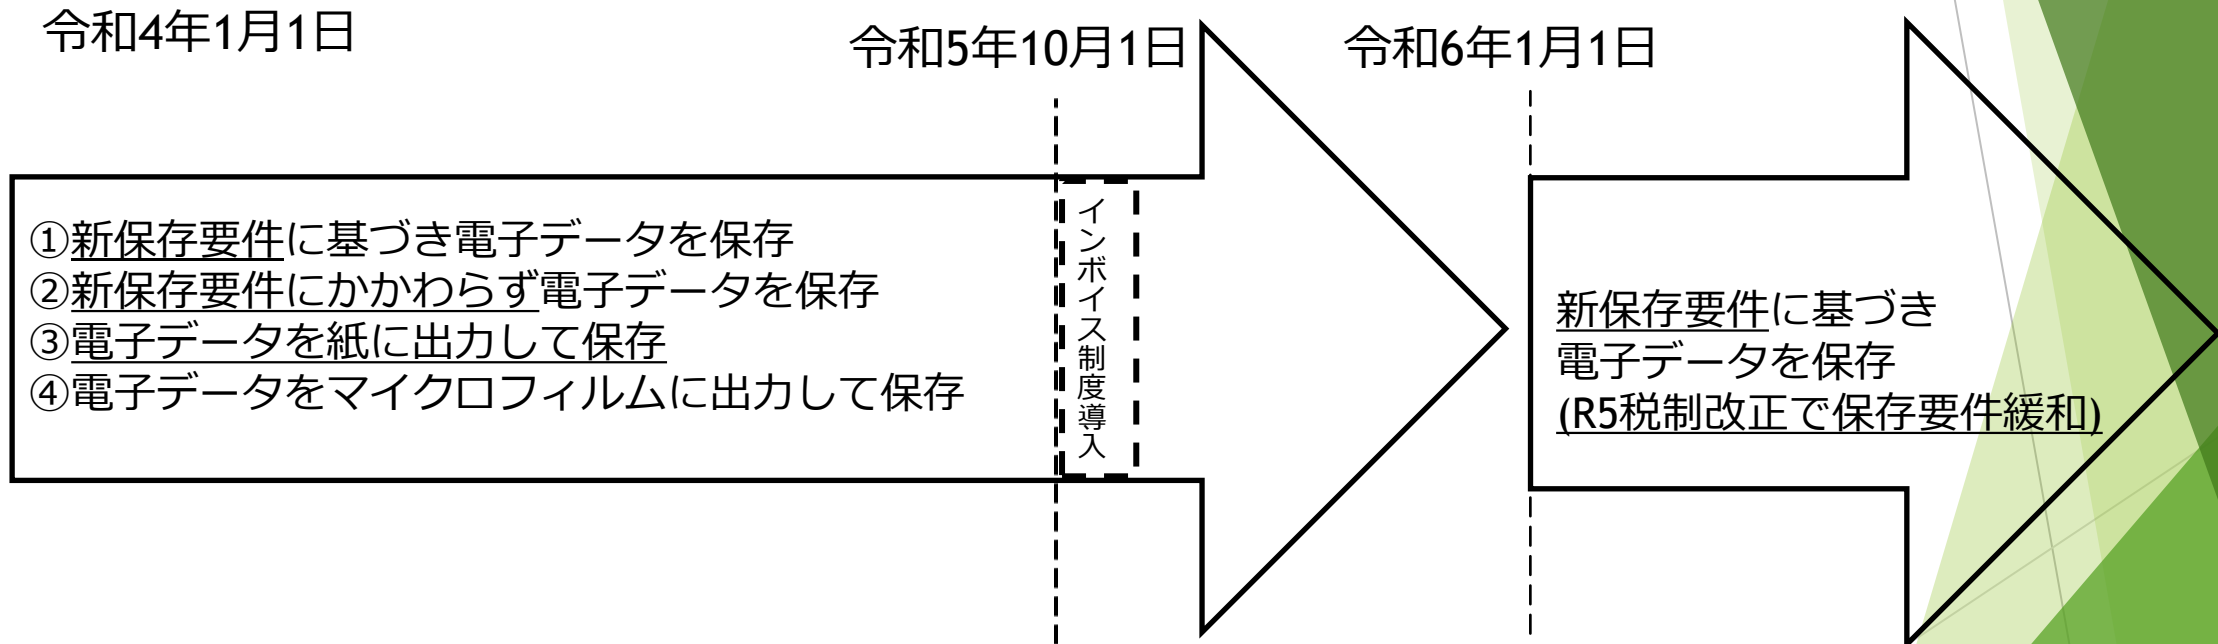 令和4年1月1日
令和5年10月1日
令和6年1月1日
①新保存要件に基づき電子データを保存
②新保存要件にかかわらず電子データを保存
③電子データを紙に出力して保存
④電子データをマイクロフィルムに出力して保存
インボイス制度導入
新保存要件に基づき
電子データを保存
(R5税制改正で保存要件緩和)